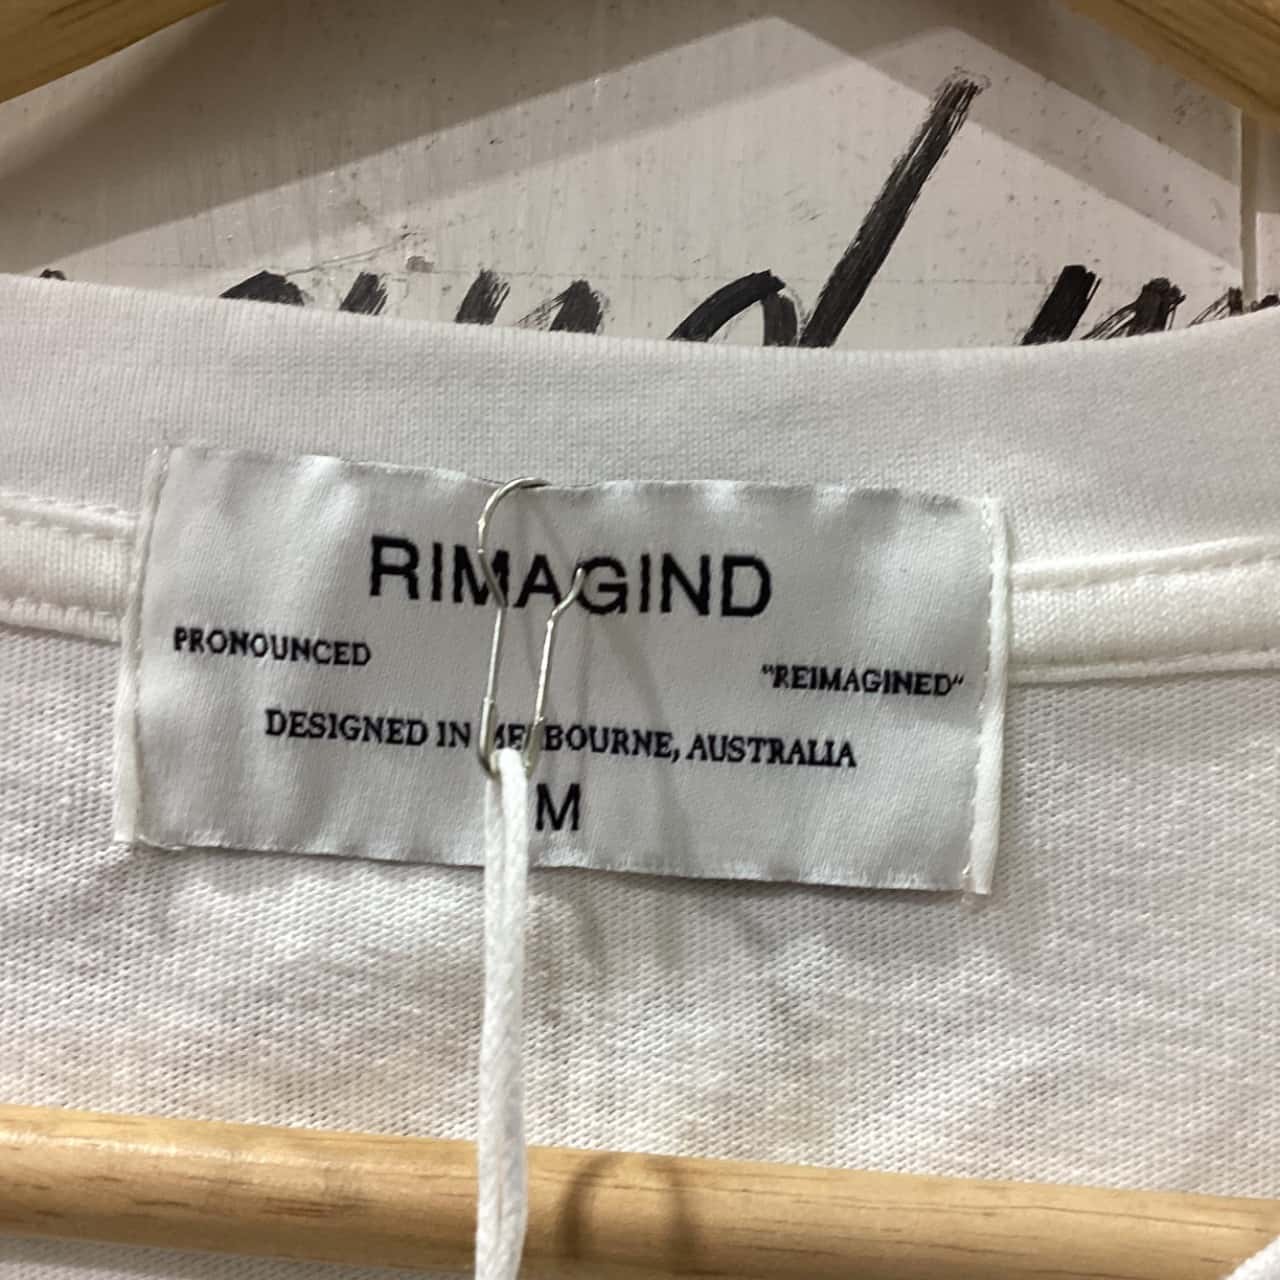 RIMAGIND
PRONOUNCED
"REIMAGINED"
DESIGNED IN MELBOURNE, AUSTRALIA
M